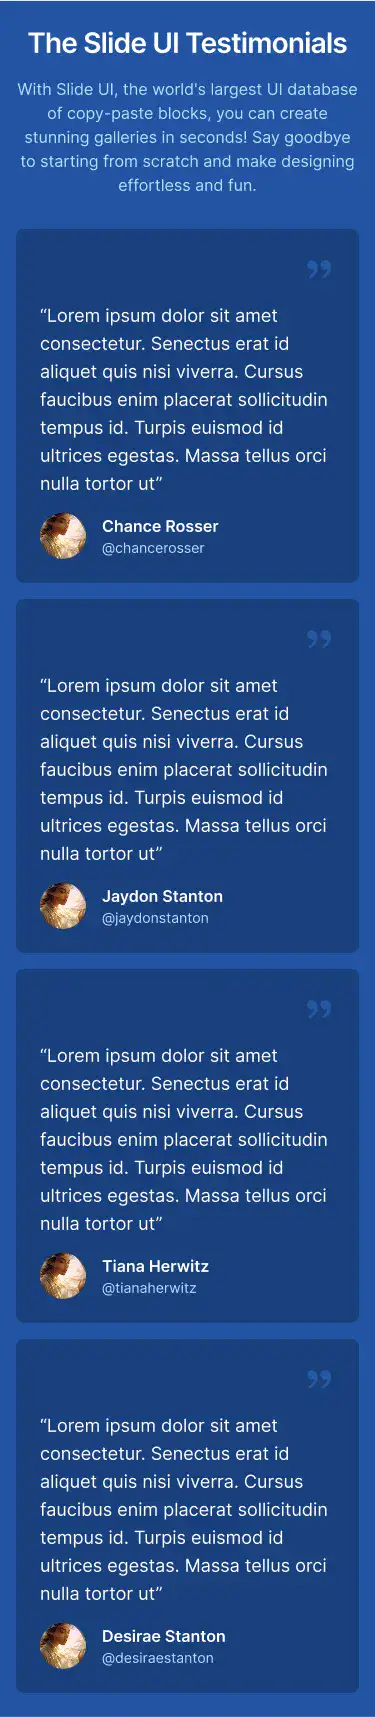 The Slide UI Testimonials
With Slide UI, the world's largest UI database
of copy-paste blocks, you can create
stunning galleries in seconds! Say goodbye
to starting from scratch and make designing
effortless and fun.
”
“Lorem ipsum dolor sit amet
consectetur. Senectus erat id
aliquet quis nisi viverra. Cursus
faucibus enim placerat sollicitudin
tempus id. Turpis euismod id
ultrices egestas. Massa tellus orci
nulla tortor ut”
Chance Rosser
@chancerosser
”
“Lorem ipsum dolor sit amet
consectetur. Senectus erat id
aliquet quis nisi viverra. Cursus
faucibus enim placerat sollicitudin
tempus id. Turpis euismod id
ultrices egestas. Massa tellus orci
nulla tortor ut”
Jaydon Stanton
@jaydonstanton
”
“Lorem ipsum dolor sit amet
consectetur. Senectus erat id
aliquet quis nisi viverra. Cursus
faucibus enim placerat sollicitudin
tempus id. Turpis euismod id
ultrices egestas. Massa tellus orci
nulla tortor ut”
Tiana Herwitz
@tianaherwitz
”
“Lorem ipsum dolor sit amet
consectetur. Senectus erat id
aliquet quis nisi viverra. Cursus
faucibus enim placerat sollicitudin
tempus id. Turpis euismod id
ultrices egestas. Massa tellus orci
nulla tortor ut”
Desirae Stanton
@desiraestanton